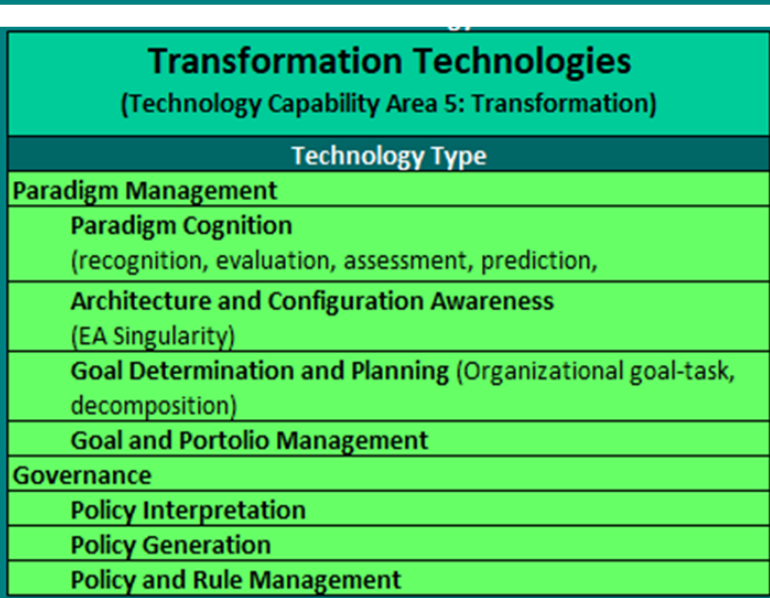 Transformation Technologies
(Technology Capability Area 5: Transformation)
Technology Type
Paradigm Management
Paradigm Cognition
(recognition, evaluation, assessment, prediction,
Architecture and Configuration Awareness
(EA Singularity)
Goal Determination and Planning (Organizational goal-task,
decomposition)
Goal and Portolio Management
Governance
Policy Interpretation
Policy Generation
Policy and Rule Management